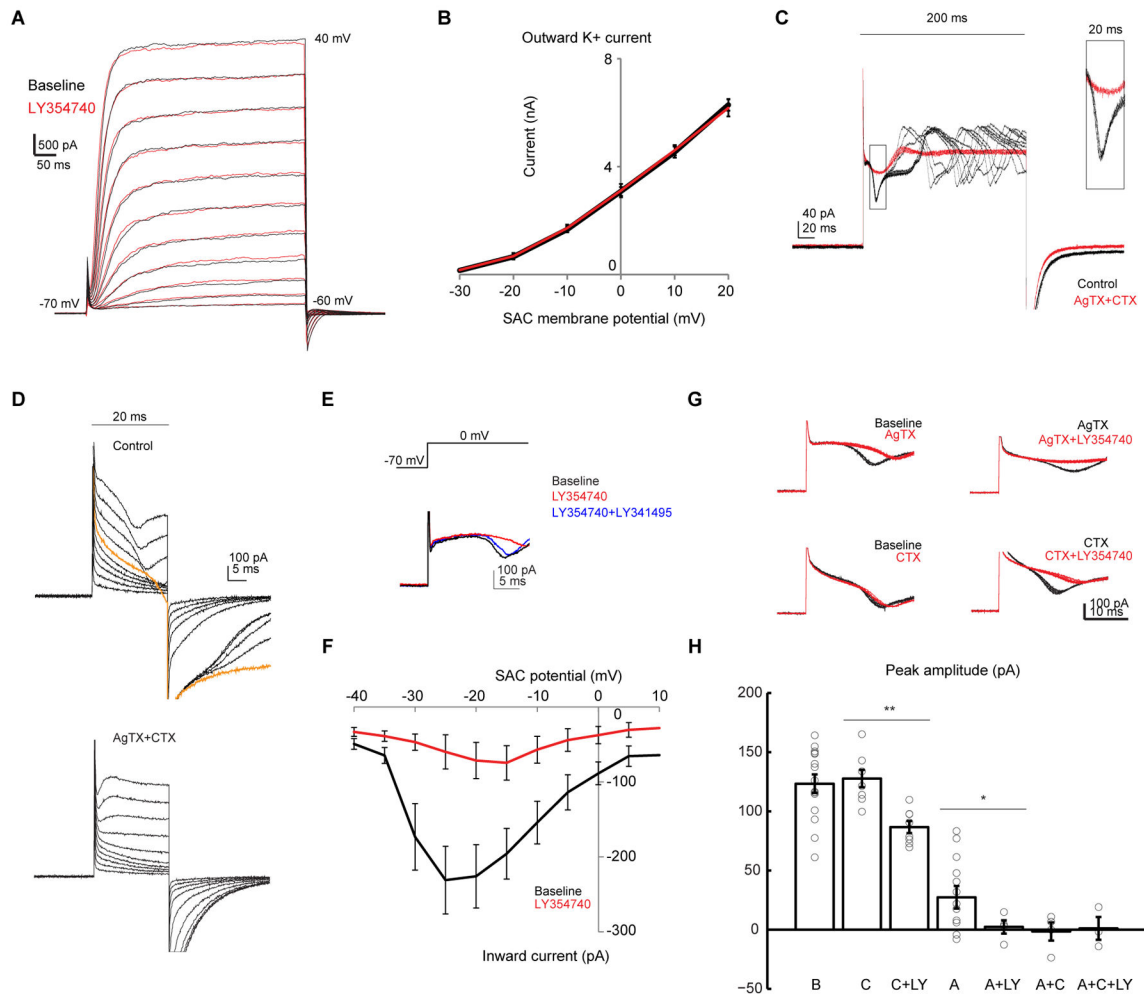 A
40 mV
Baseline
LY354740
500 pA
50 ms
-70 mV
-60 mV
B
Outward K+ current
8
4
0
Current (nA)
-30 -20 -10 0 10 20
SAC membrane potential (mV)
C
200 ms
20 ms
40 pA
20 ms
Control
AgTX+CTX
D
20 ms
Control
100 pA
5 ms
AgTX+CTX
E
0 mV
-70 mV
Baseline
LY354740
LY354740+LY341495
100 pA
5 ms
F
SAC potential (mV)
-40 -30 -20 -10 0 10
0
-100
-200
-300
Baseline
LY354740
Inward current (pA)
G
Baseline
AgTX
AgTX
AgTX+LY354740
Baseline
CTX
CTX
CTX+LY354740
100 pA
10 ms
H
Peak amplitude (pA)
200
150
100
50
0
−50
**
*
B C C+LY A A+LY A+C A+C+LY